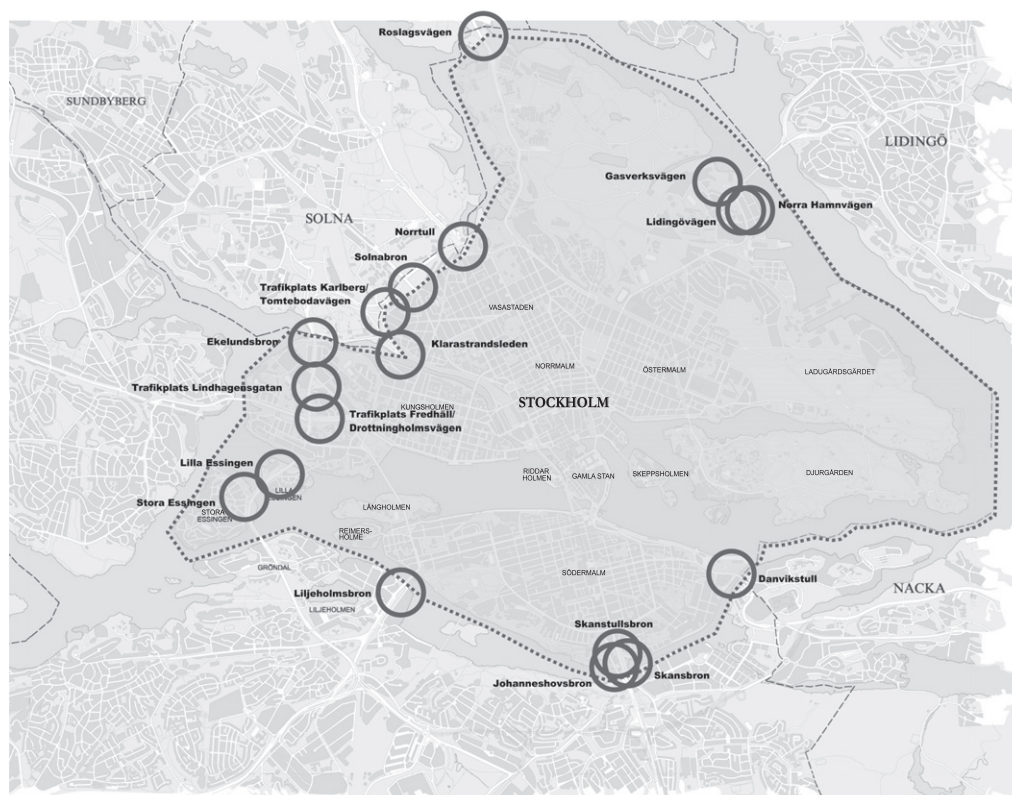 Roslagsvägen
SUNDBYBERG
LIDINGÖ
Gasverksvägen
Norra Hamnvägen
SOLNA
Lidingövägen
Norrtull
Solnabron
Trafikplats Karlberg/
Tomtebodavägen
VASASTADEN
Ekelundsbron
Klarastrandsleden
NORRMALM
ÖSTERMALM
LADUGÅRDSGÄRDET
Trafikplats Lindhagensgatan
KUNGSHOLMEN
STOCKHOLM
Trafikplats Fredhäll/
Drottningholmsvägen
Lilla Essingen
RIDDAR
HOLMEN
GAMLA STAN
SKEPPSHOLMEN
DJURGÅRDEN
LILLA
ESSINGEN
Stora Essingen
STORA
ESSINGEN
LÅNGHOLMEN
REIMERS-
HOLME
GRÖNDAL
SÖDERMALM
Danvikstull
NACKA
Liljeholmsbron
LILJEHOLMEN
Skanstullsbron
Skansbron
Johanneshovsbron